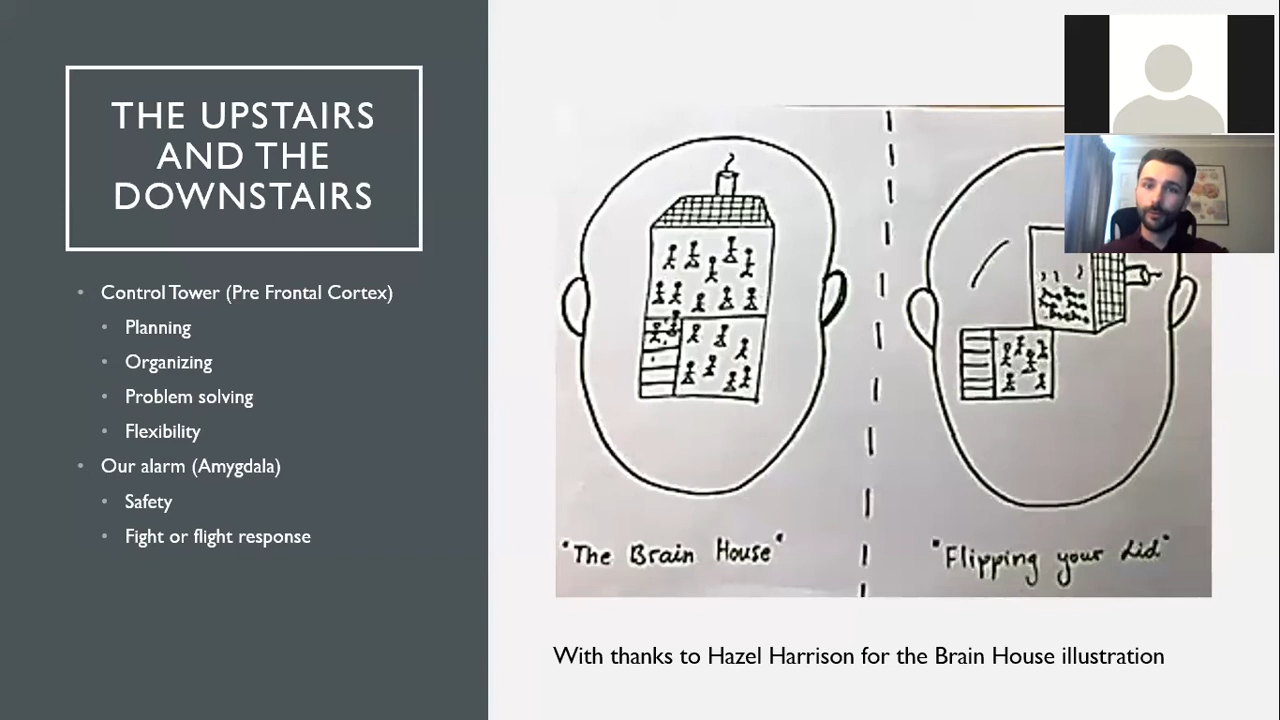 THE UPSTAIRS
AND THE
DOWNSTAIRS
• Control Tower (Pre Frontal Cortex)
• Planning
• Organizing
• Problem solving
• Flexibility
• Our alarm (Amygdala)
• Safety
• Fight or flight response
"The Brain House"
"Flipping your Lid"
With thanks to Hazel Harrison for the Brain House illustration